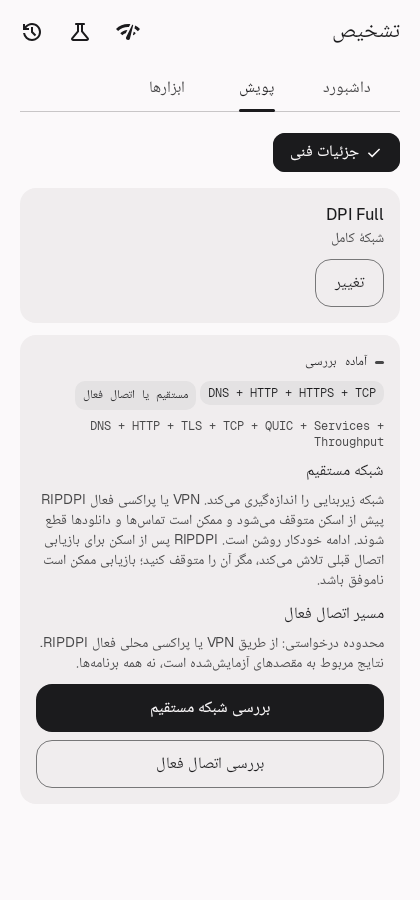 تشخیص
داشبورد
پویش
ابزارها
جزئیات فنی
DPI Full
شبکهٔ کامل
تغییر
آماده بررسی
DNS + HTTP + HTTPS + TCP
مستقیم یا اتصال فعال
DNS + HTTP + TLS + TCP + QUIC + Services +
Throughput
شبکه مستقیم
شبکه زیربنایی را اندازه‌گیری می‌کند. VPN یا پراکسی فعال RIPDPI
پیش از اسکن متوقف می‌شود و ممکن است تماس‌ها و دانلودها قطع
شوند. ادامه خودکار روشن است. RIPDPI پس از اسکن برای بازیابی
اتصال قبلی تلاش می‌کند، مگر آن را متوقف کنید؛ بازیابی ممکن است
ناموفق باشد.
مسیر اتصال فعال
محدوده درخواستی: از طریق VPN یا پراکسی محلی فعال RIPDPI.
نتایج مربوط به مقصدهای آزمایش‌شده است، نه همه برنامه‌ها.
بررسی شبکه مستقیم
بررسی اتصال فعال